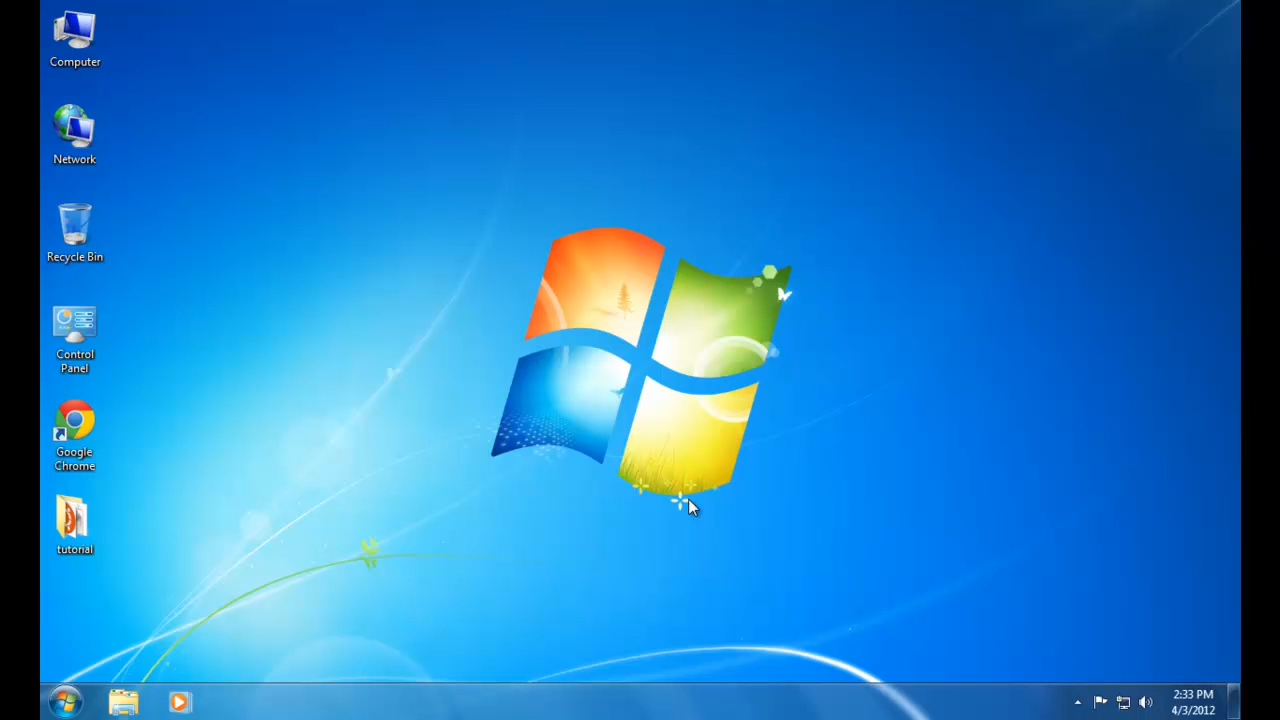 Computer
Network
Recycle Bin
Control
Panel
Google
Chrome
tutorial
2:33 PM
4/3/2012